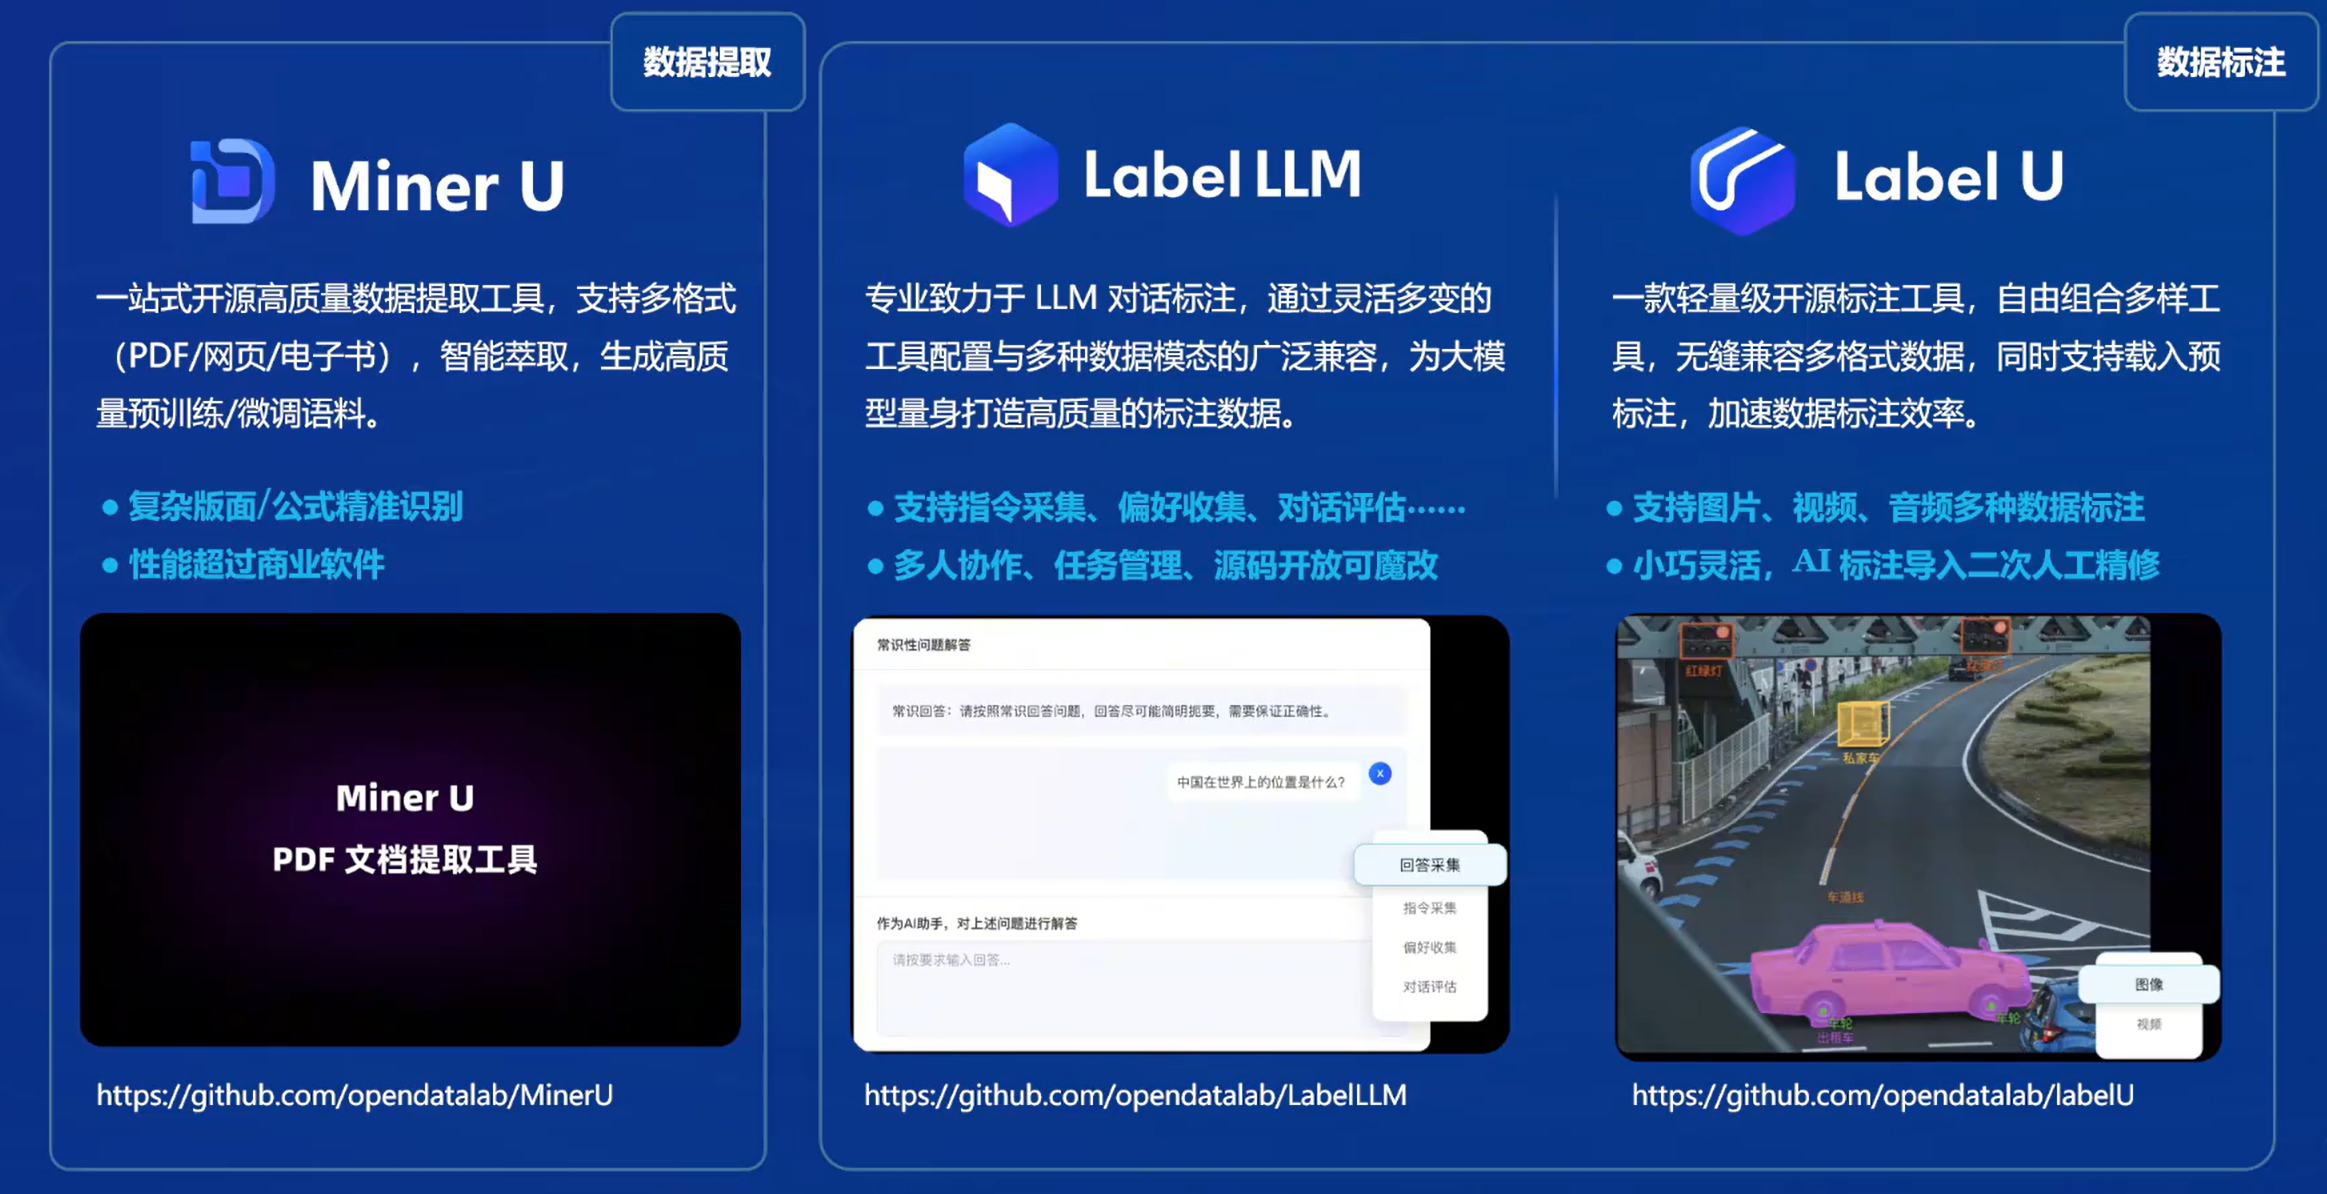 数据提取
Miner U
一站式开源高质量数据提取工具，支持多格式
（PDF/网页/电子书），智能萃取，生成高质
量预训练/微调语料。
● 复杂版面/公式精准识别
● 性能超过商业软件
Miner U
PDF 文档提取工具
https://github.com/opendatalab/MinerU
数据标注
Label LLM
专业致力于 LLM 对话标注，通过灵活多变的
工具配置与多种数据模态的广泛兼容，为大模
型量身打造高质量的标注数据。
● 支持指令采集、偏好收集、对话评估……
● 多人协作、任务管理、源码开放可魔改
常识性问题解答
常识回答：请按照常识回答问题，回答尽可能简明扼要，需要保证正确性。
中国在世界上的位置是什么？
X
回答采集
指令采集
偏好收集
对话评估
作为AI助手，对上述问题进行解答
请按要求输入回答...
https://github.com/opendatalab/LabelLLM
Label U
一款轻量级开源标注工具，自由组合多样工
具，无缝兼容多格式数据，同时支持载入预
标注，加速数据标注效率。
● 支持图片、视频、音频多种数据标注
● 小巧灵活，AI 标注导入二次人工精修
红绿灯
私家车
车道线
车轮
车轮
出租车
图像
视频
https://github.com/opendatalab/labelU